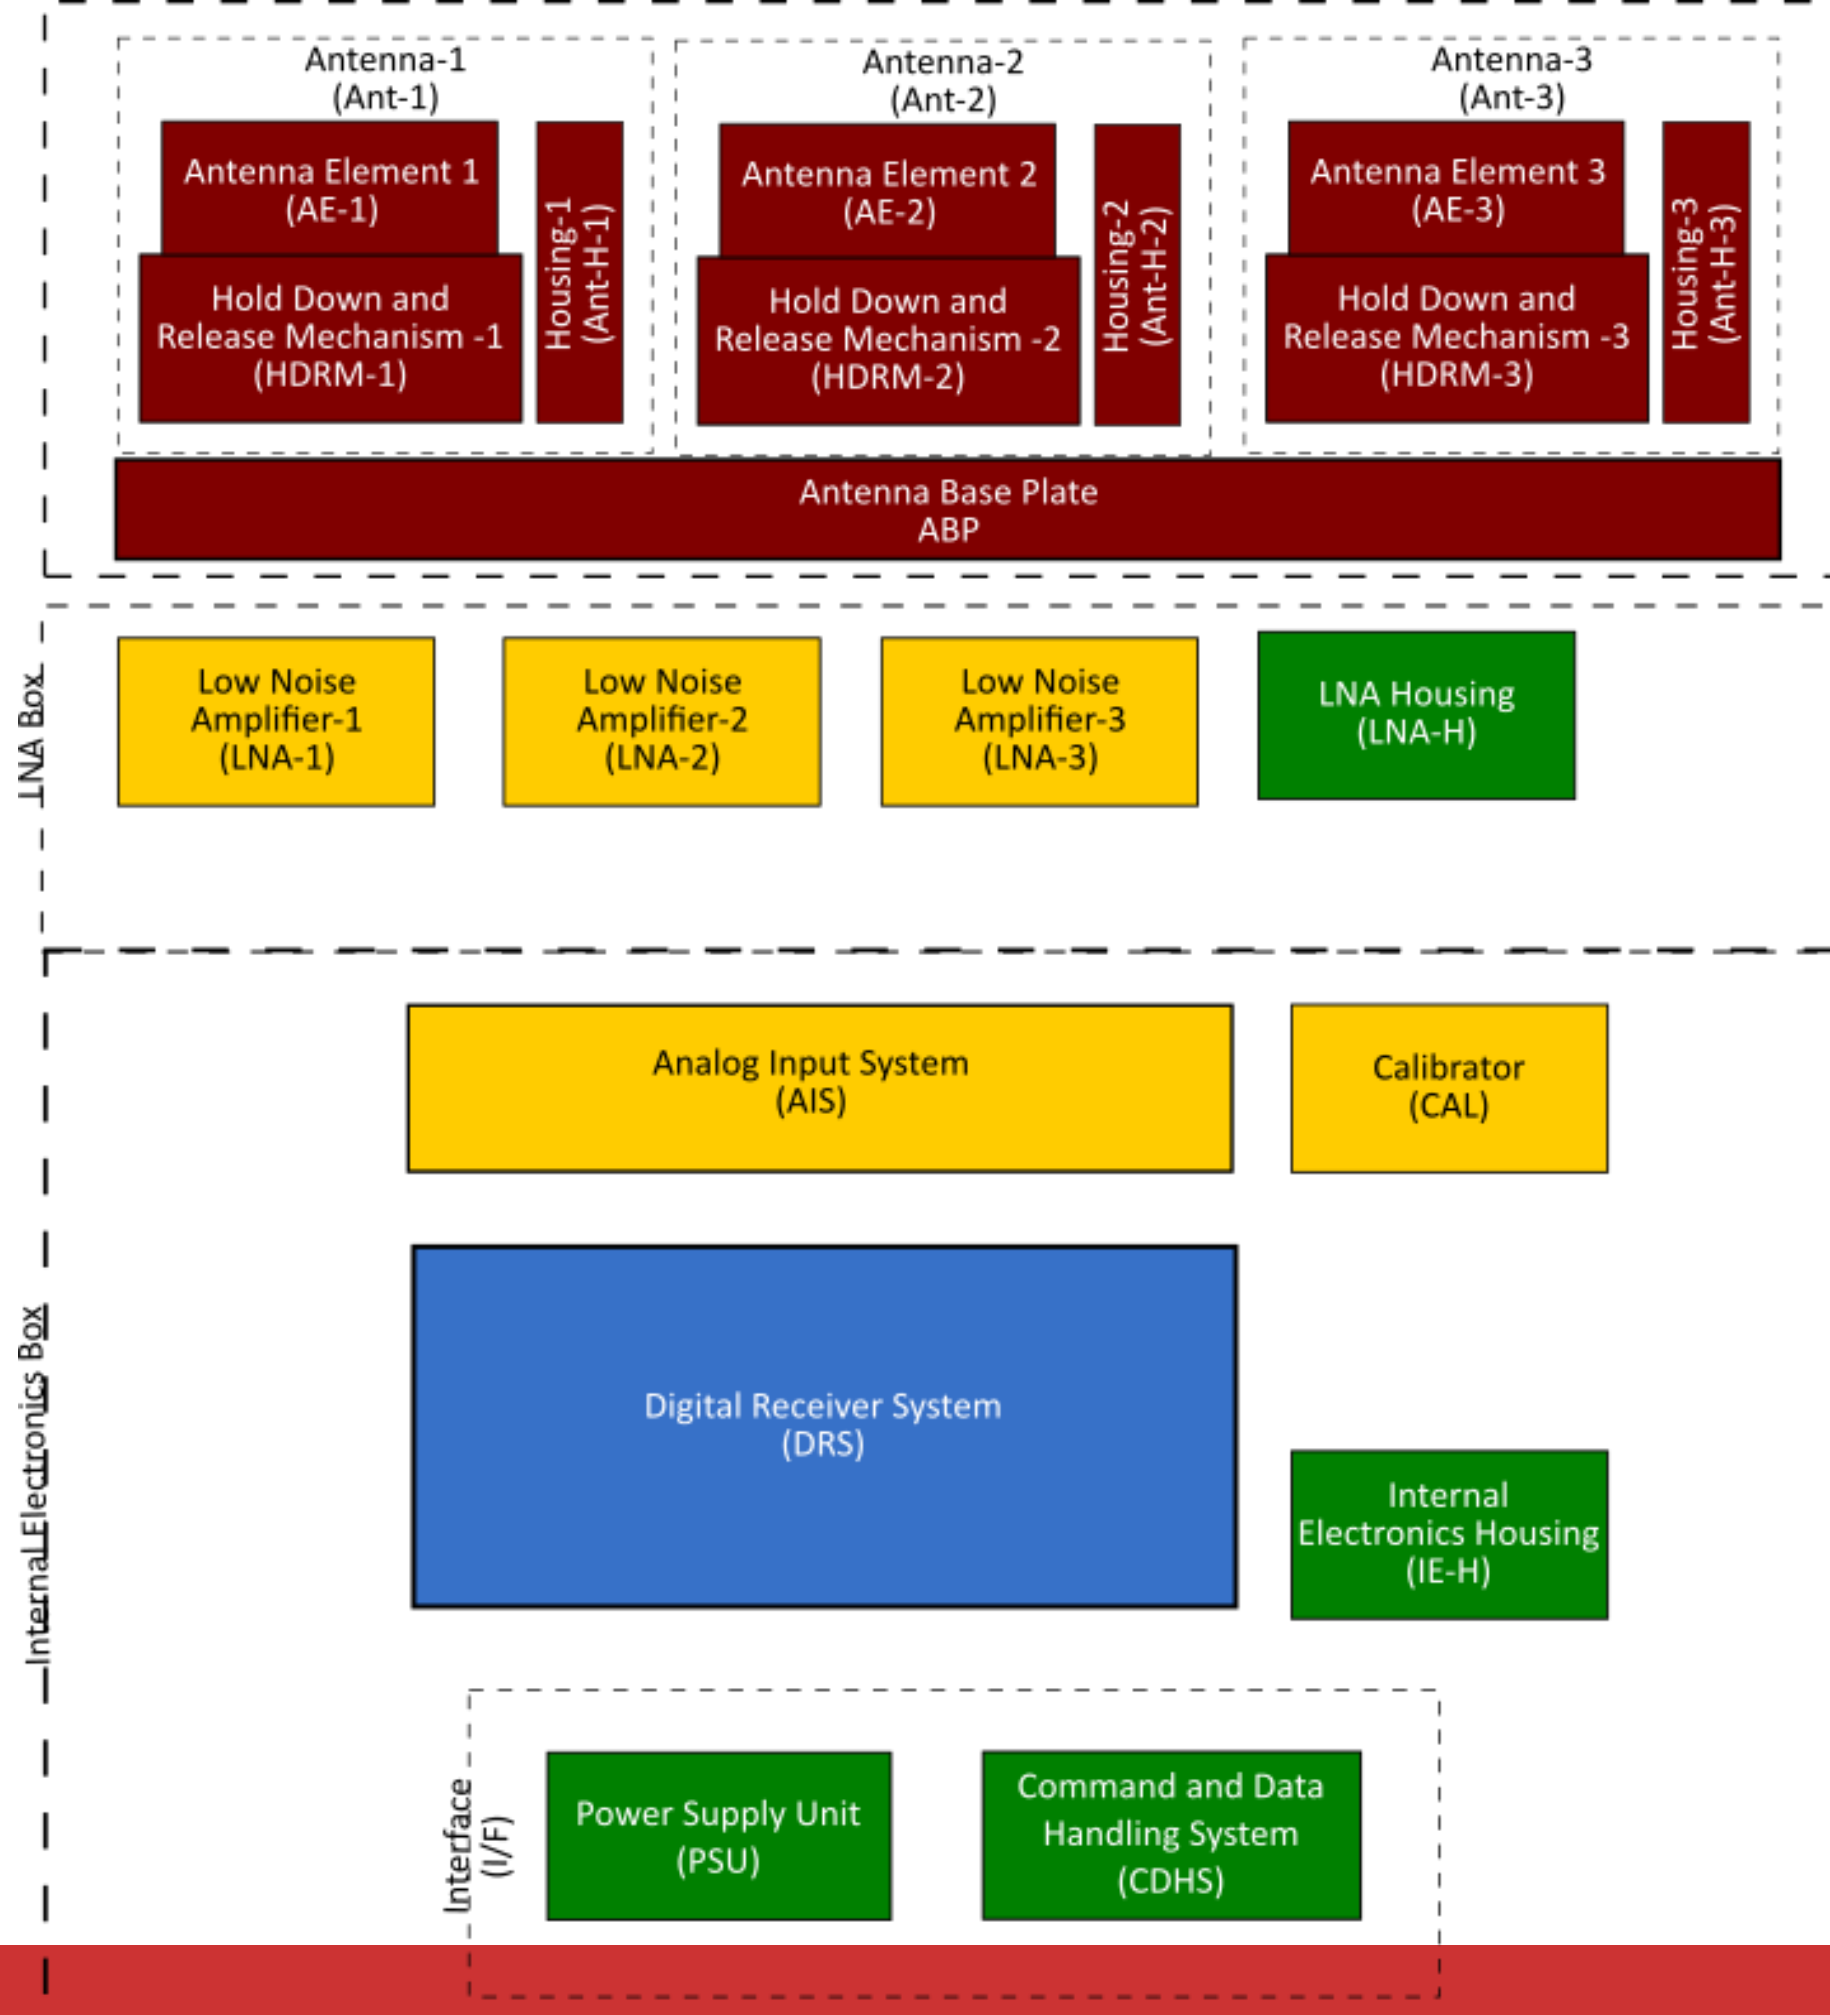 Antenna-1
(Ant-1)
Antenna Element 1
(AE-1)
Hold Down and
Release Mechanism -1
(HDRM-1)
Housing-1
(Ant-H-1)
Antenna-2
(Ant-2)
Antenna Element 2
(AE-2)
Hold Down and
Release Mechanism -2
(HDRM-2)
Housing-2
(Ant-H-2)
Antenna-3
(Ant-3)
Antenna Element 3
(AE-3)
Hold Down and
Release Mechanism -3
(HDRM-3)
Housing-3
(Ant-H-3)
Antenna Base Plate
ABP
LNA Box
Low Noise
Amplifier-1
(LNA-1)
Low Noise
Amplifier-2
(LNA-2)
Low Noise
Amplifier-3
(LNA-3)
LNA Housing
(LNA-H)
Internal Electronics Box
Analog Input System
(AIS)
Calibrator
(CAL)
Digital Receiver System
(DRS)
Internal
Electronics Housing
(IE-H)
Interface
(I/F)
Power Supply Unit
(PSU)
Command and Data
Handling System
(CDHS)